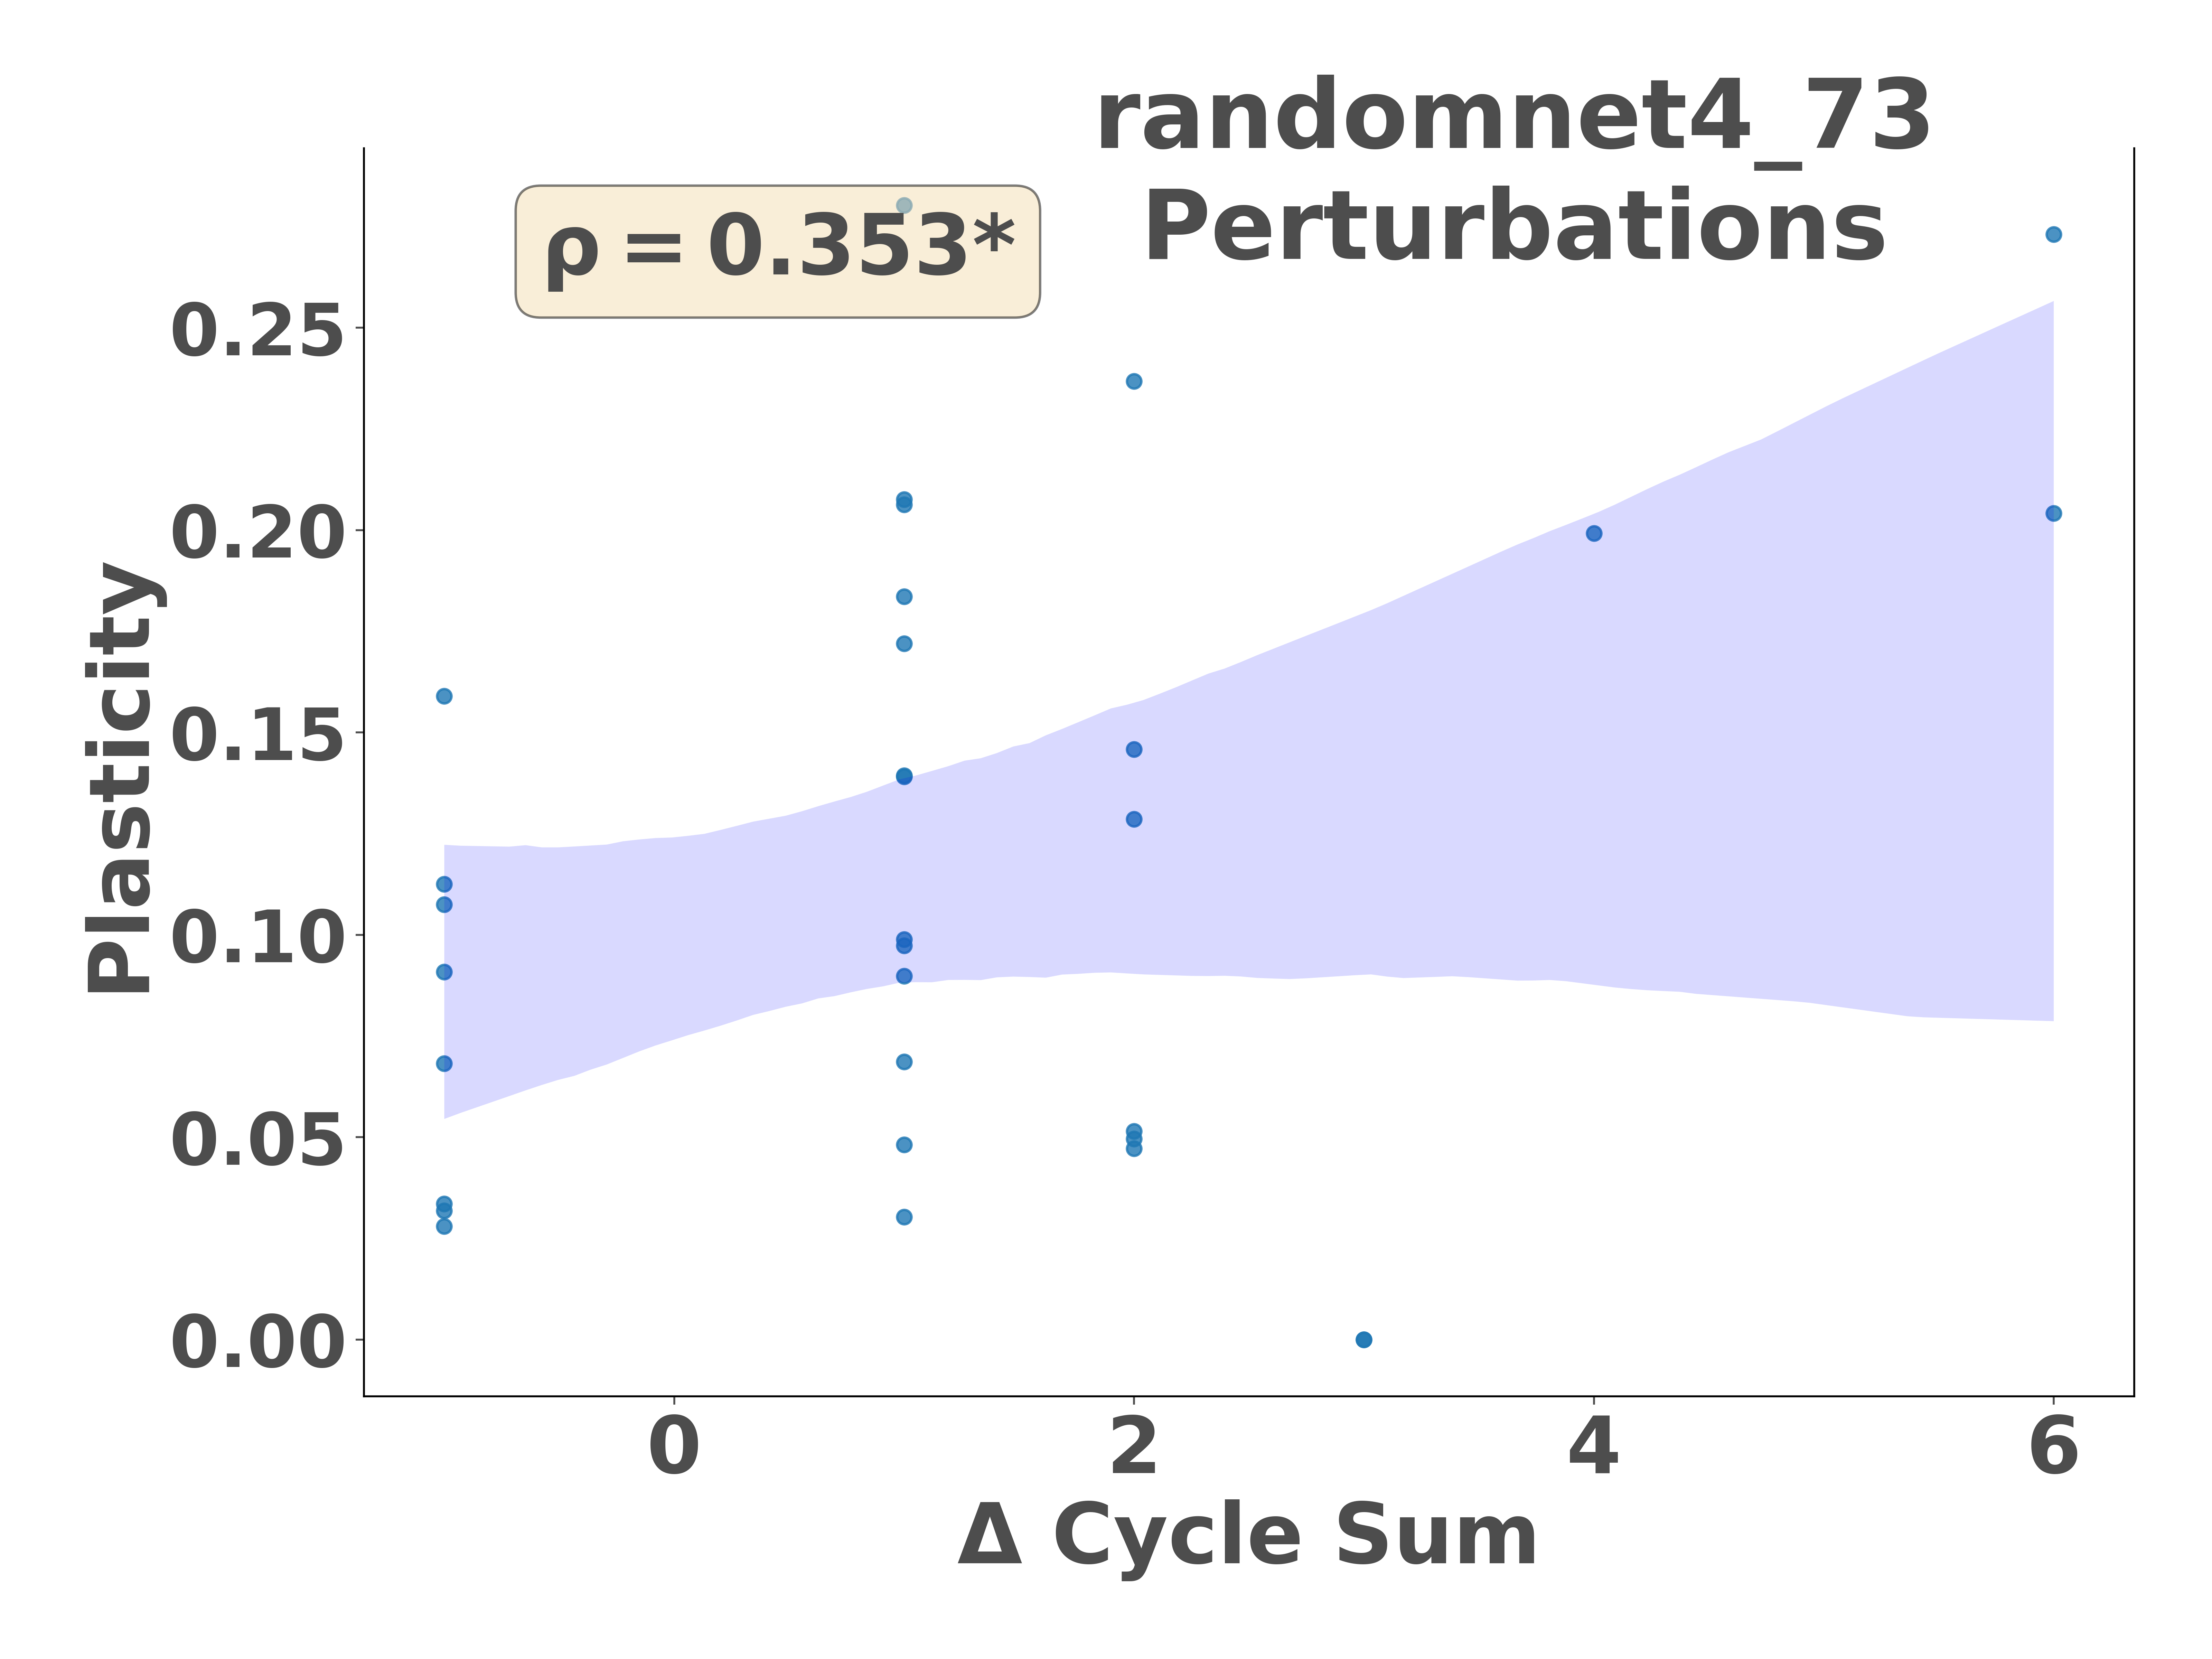 randomnet4_73
Perturbations
ρ = 0.353*
Plasticity
0.25
0.20
0.15
0.10
0.05
0.00
0 2 4 6
Δ Cycle Sum